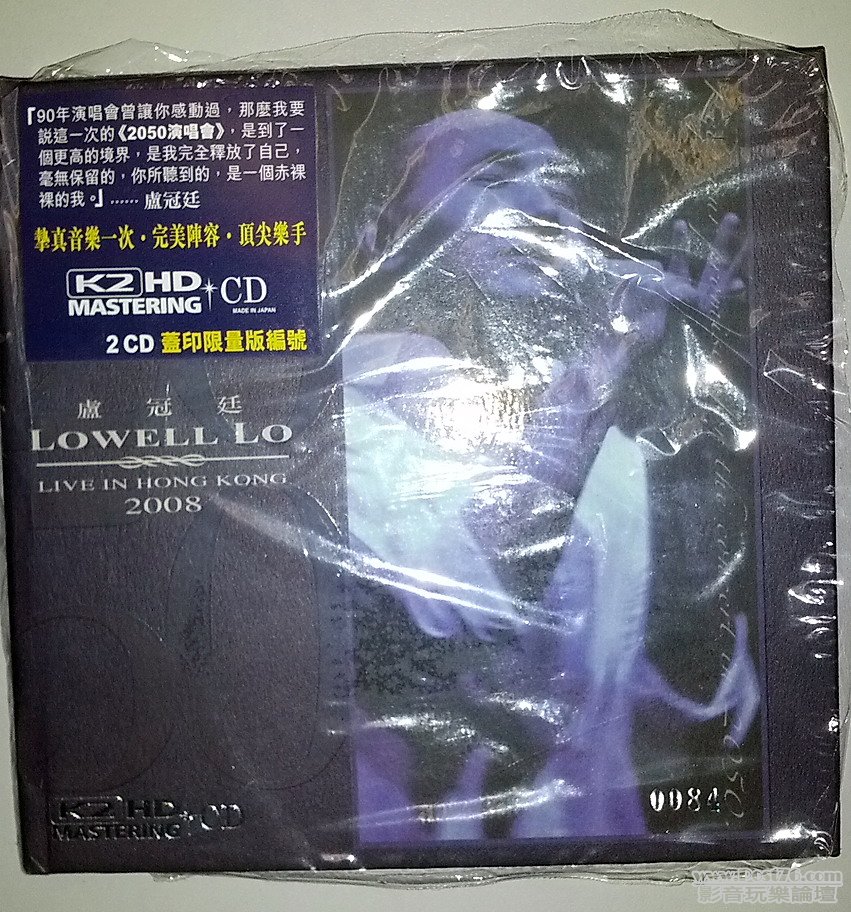 「90年演唱會曾讓你感動過，那麼我要
説這一次的《2050演唱會》，是到了一
個更高的境界，是我完全釋放了自己，
毫無保留的，你所聽到的，是一個赤裸
裸的我。」...... 盧冠廷
摯真音樂一次・完美陣容・頂尖樂手
K2 HD
MASTERING + CD
MADE IN JAPAN
2 CD 蓋印限量版編號
盧 冠 廷
LOWELL LO
LIVE IN HONG KONG
2008
K2 HD
MASTERING + CD
0084
影音玩樂論壇